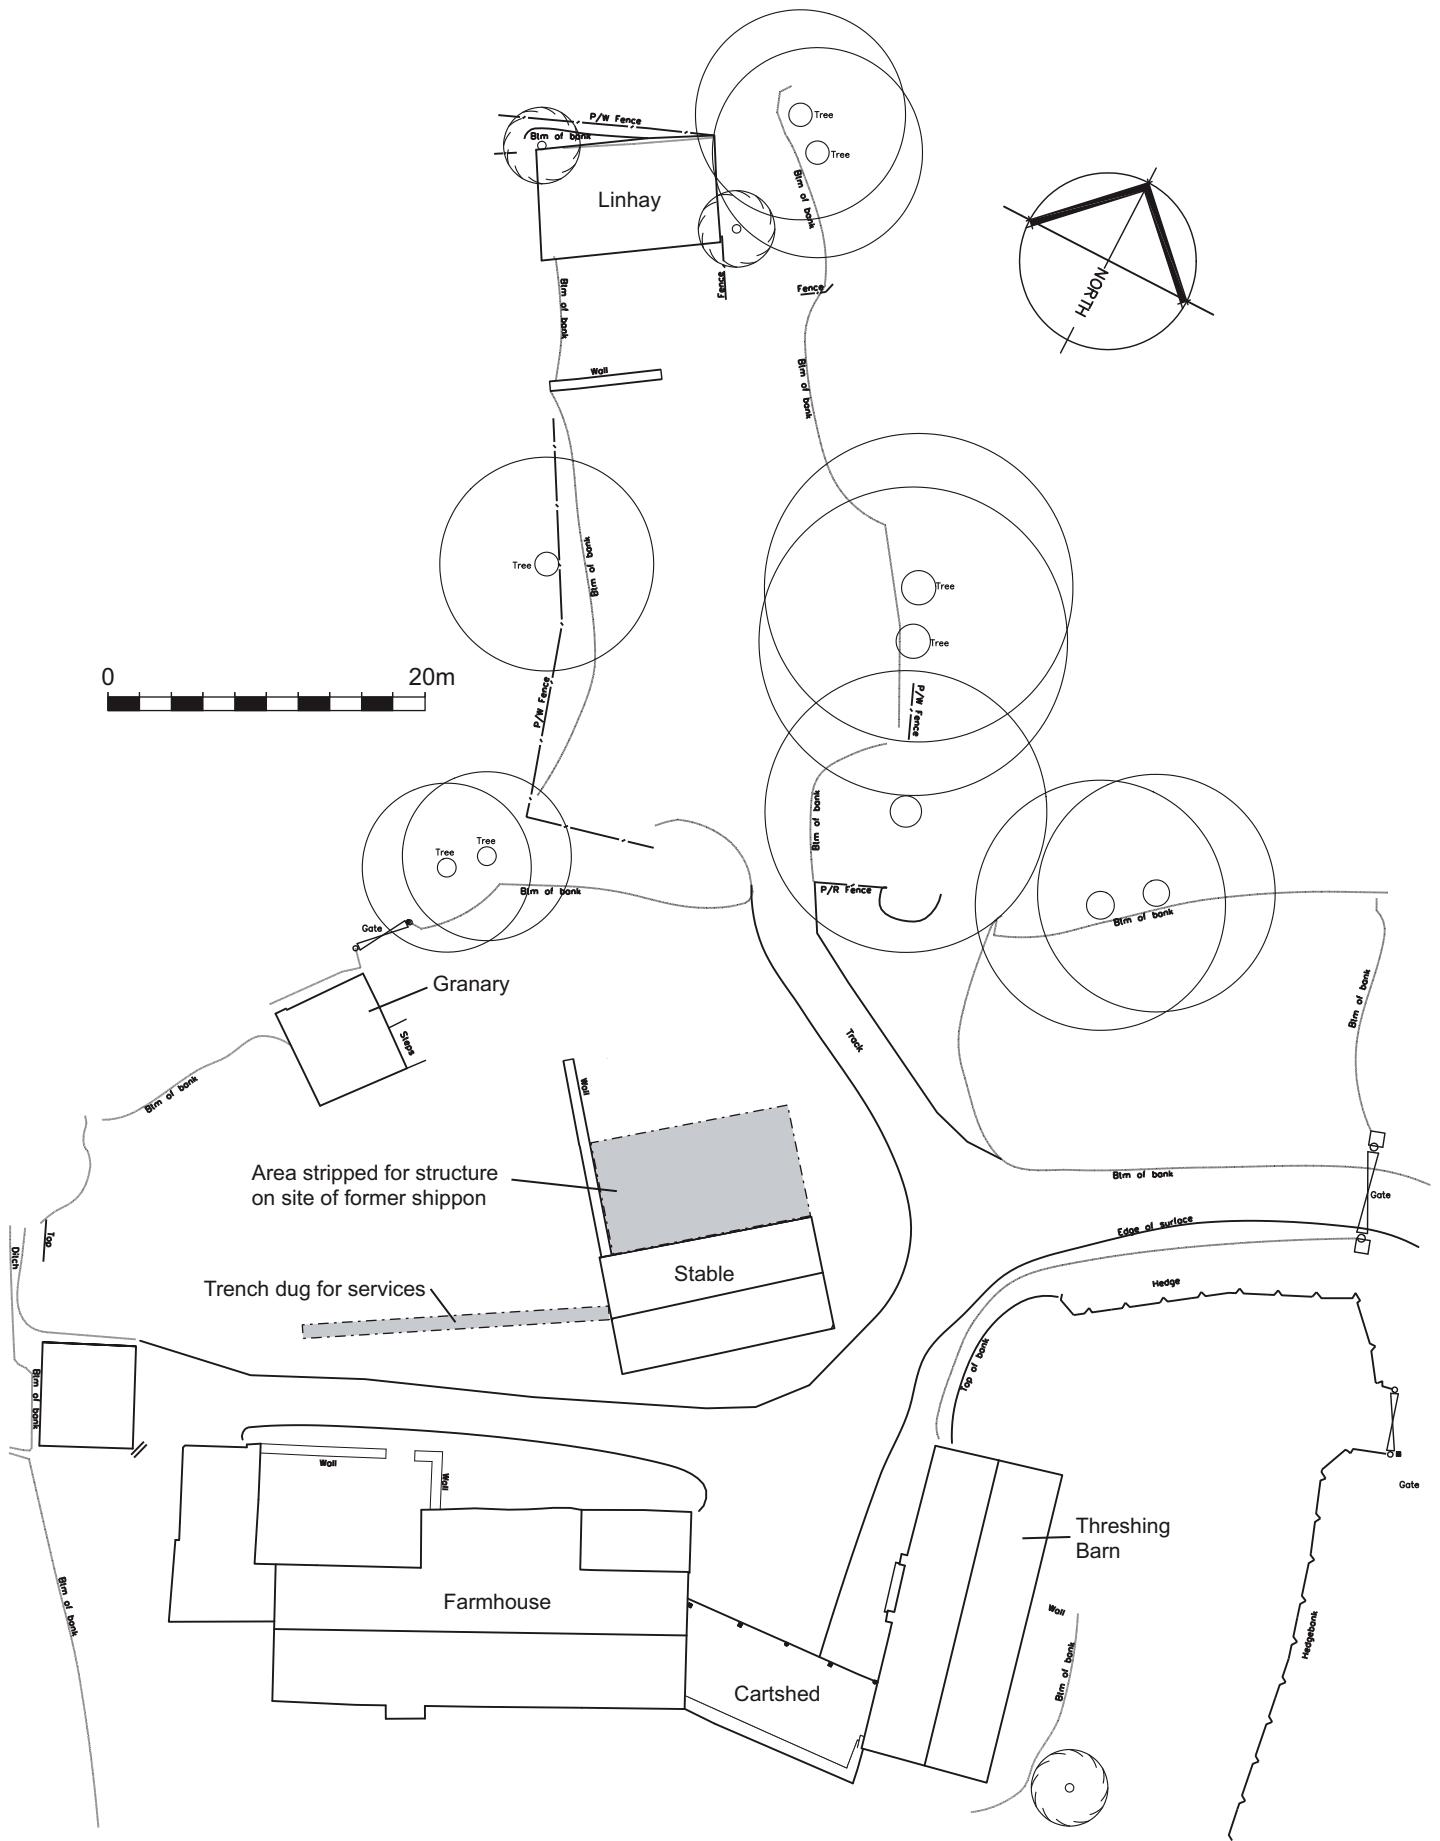 P/W Fence
Btm of bank
Tree
Tree
Linhay
Btm of bank
Fence
Fence
NORTH
Btm of bank
Wall
Btm of bank
Tree
Btm of bank
Tree
Tree
0 20m
P/W Fence
P/W Fence
Btm of bank
Tree
Tree
Btm of bank
P/R Fence
Btm of bank
Gate
Granary
Steps
Track
Btm of bank
Btm of bank
Wall
Area stripped for structure
on site of former shippon
Btm of bank
Gate
Top
Ditch
Edge of surface
Stable
Hedge
Trench dug for services
Top of bank
Btm of bank
Wall
Wall
Gate
Threshing
Barn
Farmhouse
Wall
Btm of bank
Hedgebank
Btm of bank
Cartshed